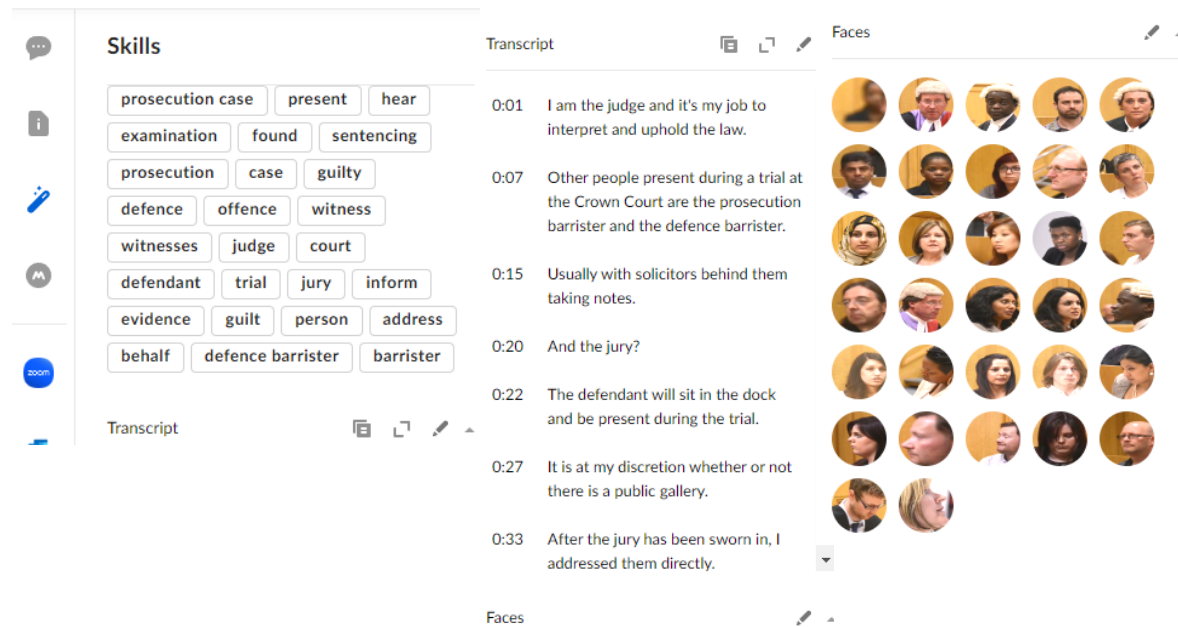 Skills
prosecution case present hear
examination found sentencing
prosecution case guilty
defence offence witness
witnesses judge court
defendant trial jury inform
evidence guilt person address
behalf defence barrister barrister
zoom
Transcript
Transcript
0:01 I am the judge and it's my job to
interpret and uphold the law.
0:07 Other people present during a trial at
the Crown Court are the prosecution
barrister and the defence barrister.
0:15 Usually with solicitors behind them
taking notes.
0:20 And the jury?
0:22 The defendant will sit in the dock
and be present during the trial.
0:27 It is at my discretion whether or not
there is a public gallery.
0:33 After the jury has been sworn in, I
addressed them directly.
Faces
Faces